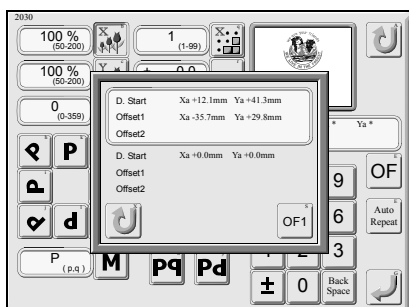 2030
100 %
(50-200)
X
1
(1-99)
X
100 %
(50-200)
0
(0-359)
* Ya *
D. Start Xa +12.1mm Ya +41.3mm
Offset1 Xa -35.7mm Ya +29.8mm
Offset2
D. Start Xa +0.0mm Ya +0.0mm
Offset1
Offset2
OF1
P P
P
P d
9 OF
6 Auto
Repeat
3
P
(p,q)
M Pq Pd
± 0 Back
Space